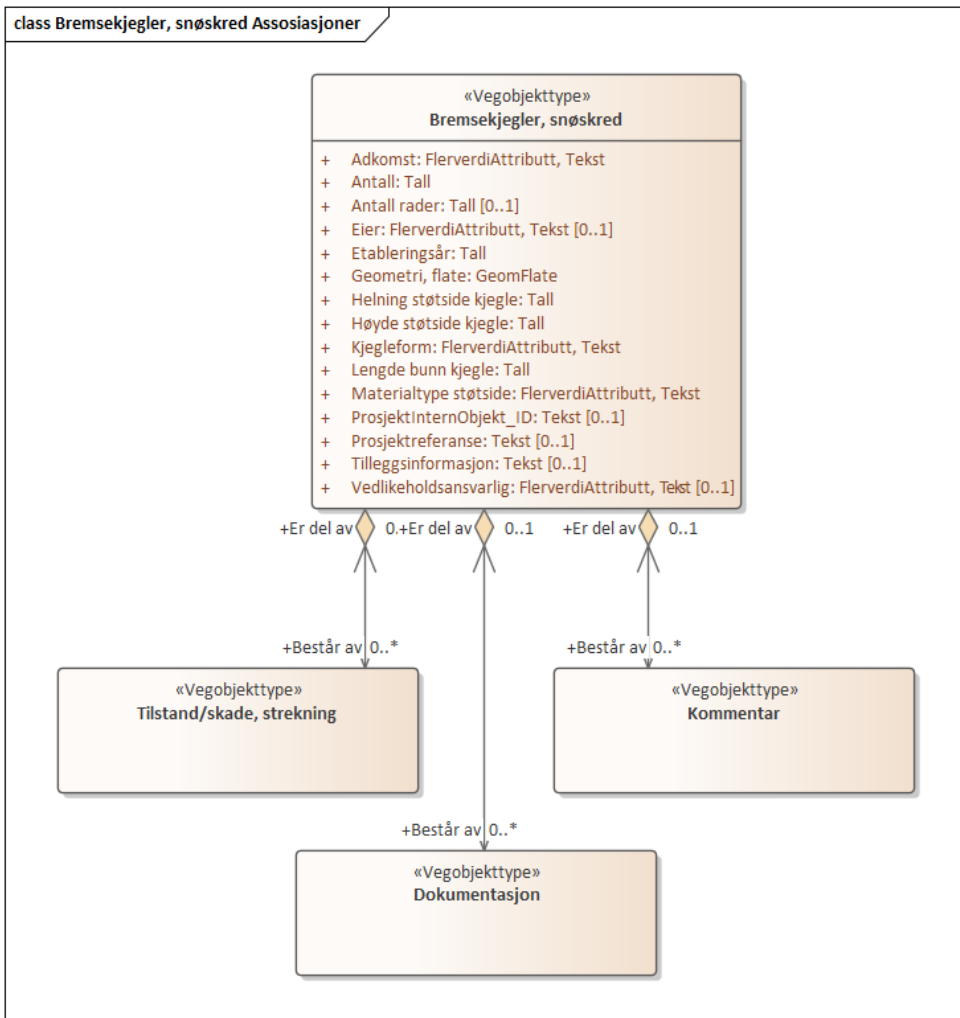 class Bremsekjegler, snøskred Assosiasjoner
«Vegobjekttype»
Bremsekjegler, snøskred
+ Adkomst: FlerverdiAttributt, Tekst
+ Antall: Tall
+ Antall rader: Tall [0..1]
+ Eier: FlerverdiAttributt, Tekst [0..1]
+ Etableringsår: Tall
+ Geometri, flate: GeomFlate
+ Helning støtside kjegle: Tall
+ Høyde støtside kjegle: Tall
+ Kjegleform: FlerverdiAttributt, Tekst
+ Lengde bunn kjegle: Tall
+ Materialtype støtside: FlerverdiAttributt, Tekst
+ ProsjektInternObjekt_ID: Tekst [0..1]
+ Prosjektreferanse: Tekst [0..1]
+ Tilleggsinformasjon: Tekst [0..1]
+ Vedlikeholdsansvarlig: FlerverdiAttributt, Tekst [0..1]
+Er del av 0.+Er del av 0..1 +Er del av 0..1
+Består av 0..* +Består av 0..*
«Vegobjekttype»
Tilstand/skade, strekning
«Vegobjekttype»
Kommentar
+Består av 0..*
«Vegobjekttype»
Dokumentasjon